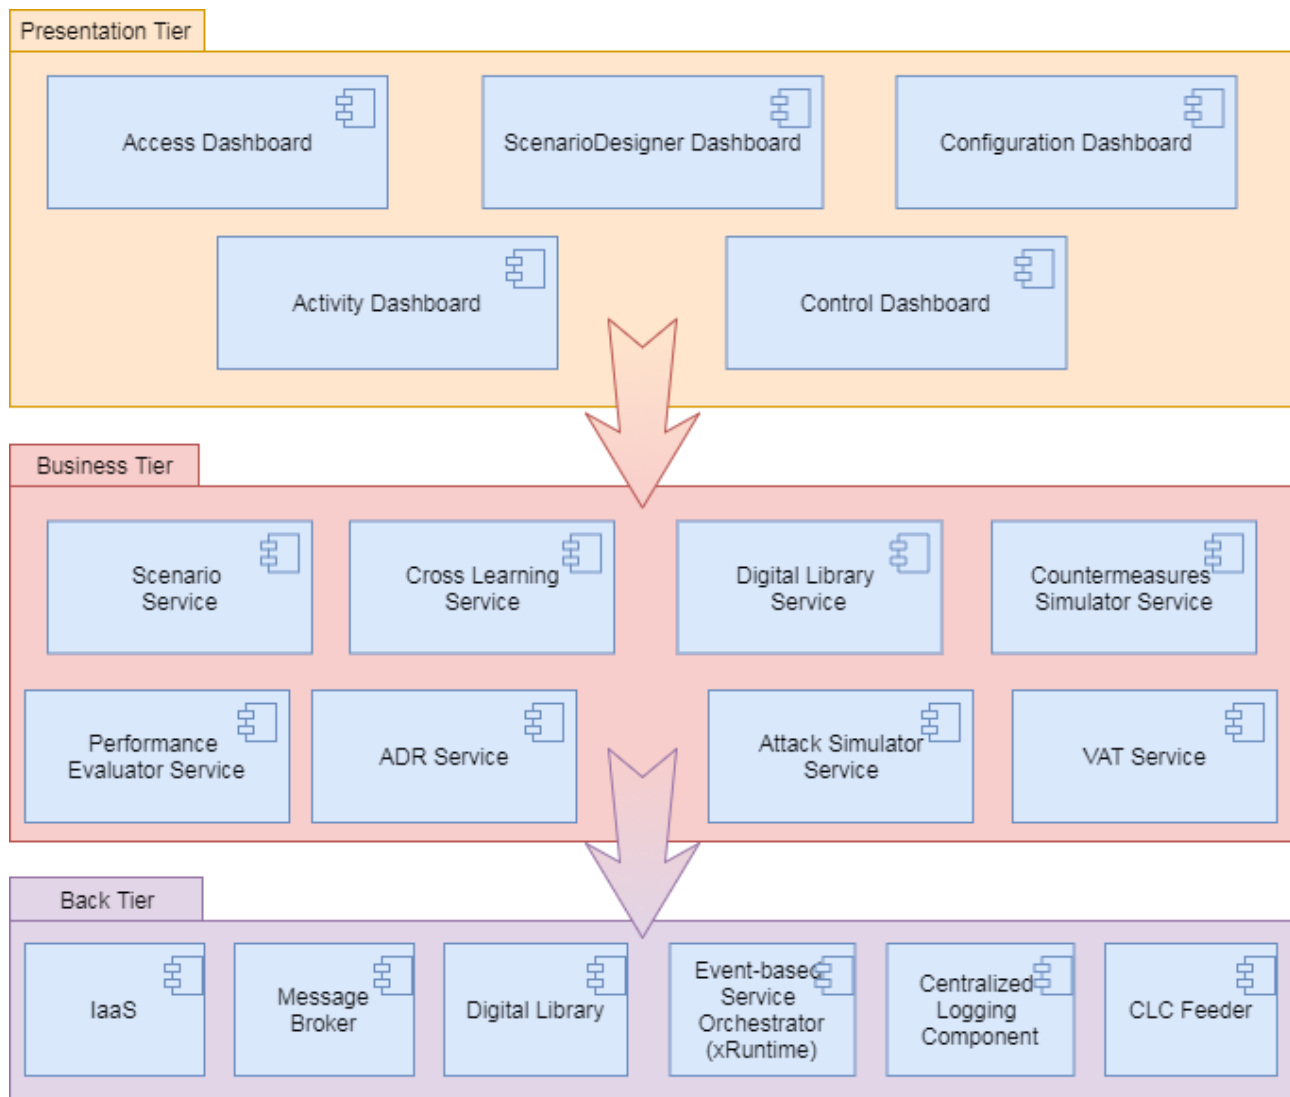 Presentation Tier
Access Dashboard
ScenarioDesigner Dashboard
Configuration Dashboard
Activity Dashboard
Control Dashboard
Business Tier
Scenario
Service
Cross Learning
Service
Digital Library
Service
Countermeasures
Simulator Service
Performance
Evaluator Service
ADR Service
Attack Simulator
Service
VAT Service
Back Tier
IaaS
Message
Broker
Digital Library
Event-based
Service
Orchestrator
(xRuntime)
Centralized
Logging
Component
CLC Feeder